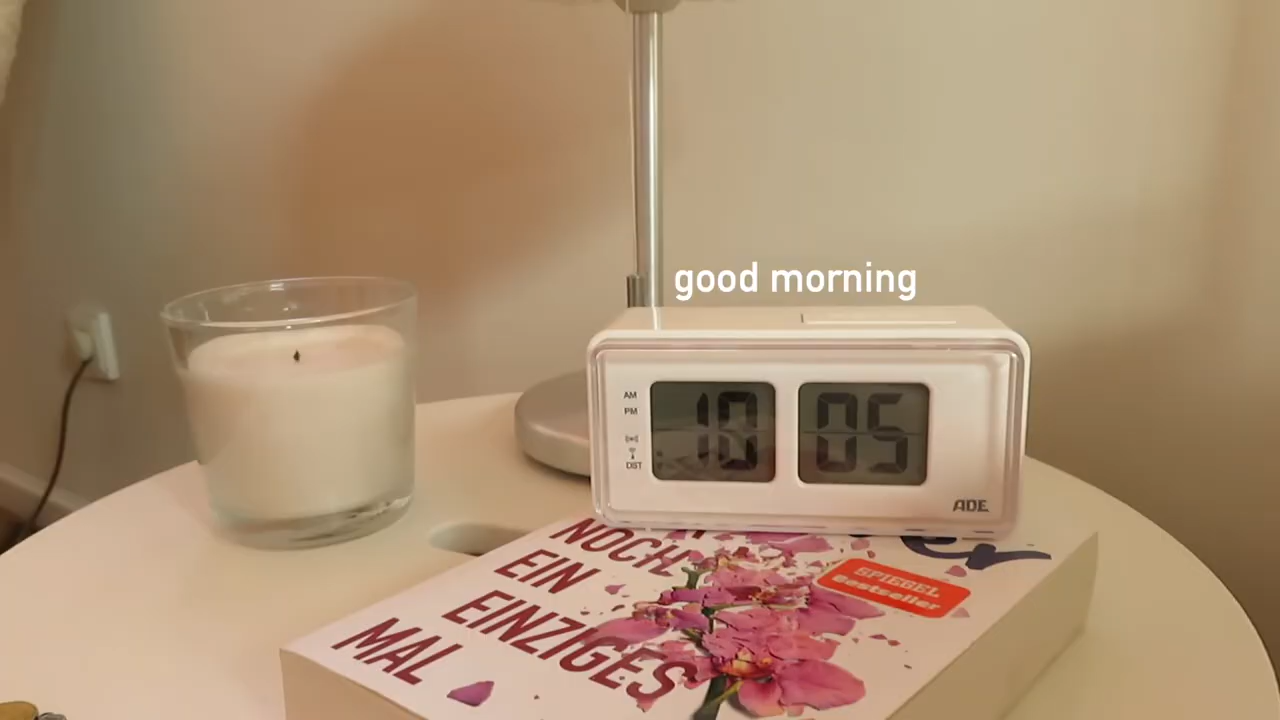 good morning
AM
PM
DST
10 05
ADE
NOCH
EIN
EINZIGES
MAL
SPIEGEL
Bestseller